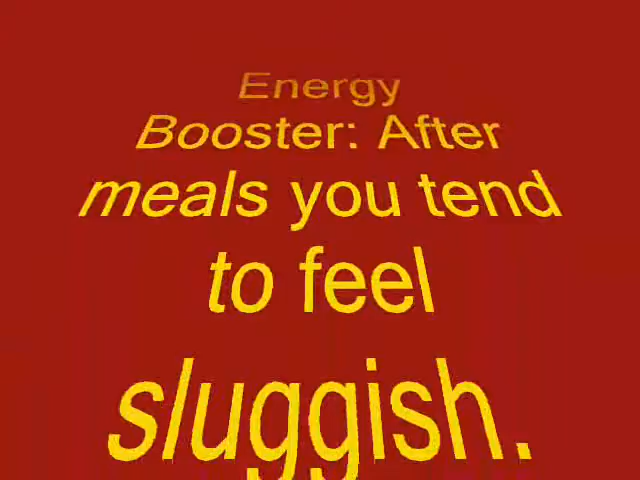 Energy
Booster: After
meals you tend
to feel
sluggish.